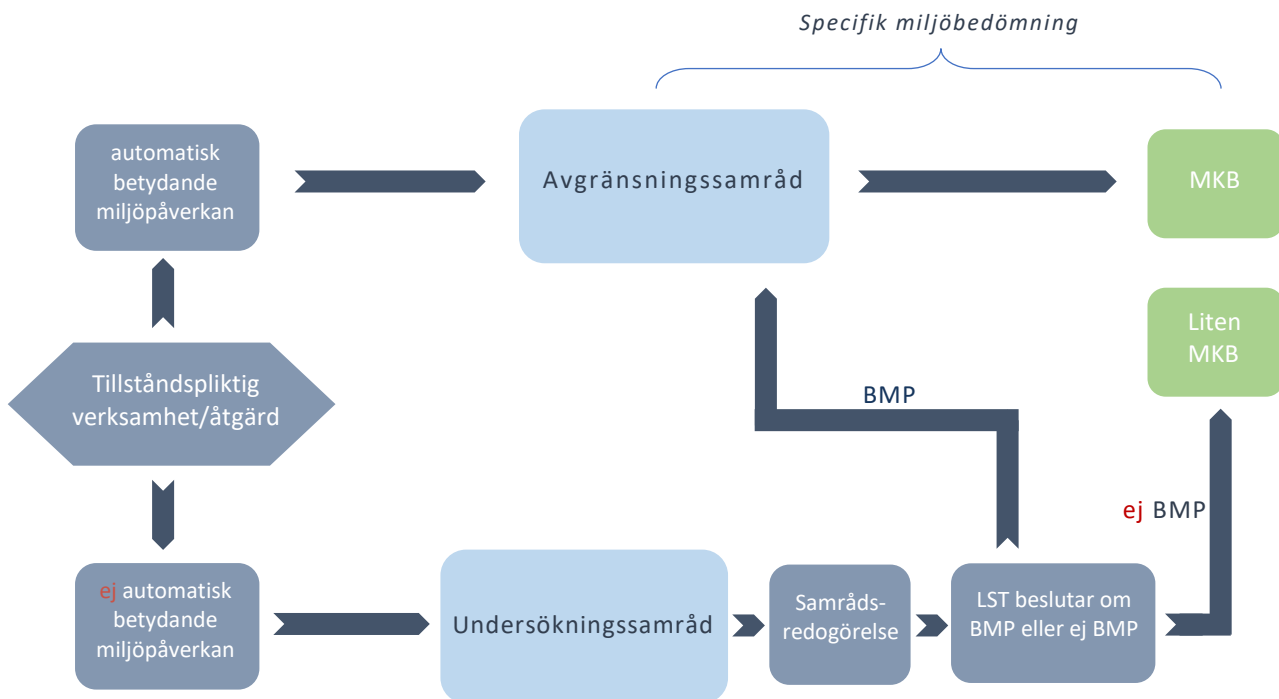 Specifik miljöbedömning
automatisk
betydande
miljöpåverkan
Avgränsningssamråd
MKB
Liten
MKB
Tillståndspliktig
verksamhet/åtgärd
BMP
ej BMP
ej automatisk
betydande
miljöpåverkan
Undersökningssamråd
Samråds-
redogörelse
LST beslutar om
BMP eller ej BMP